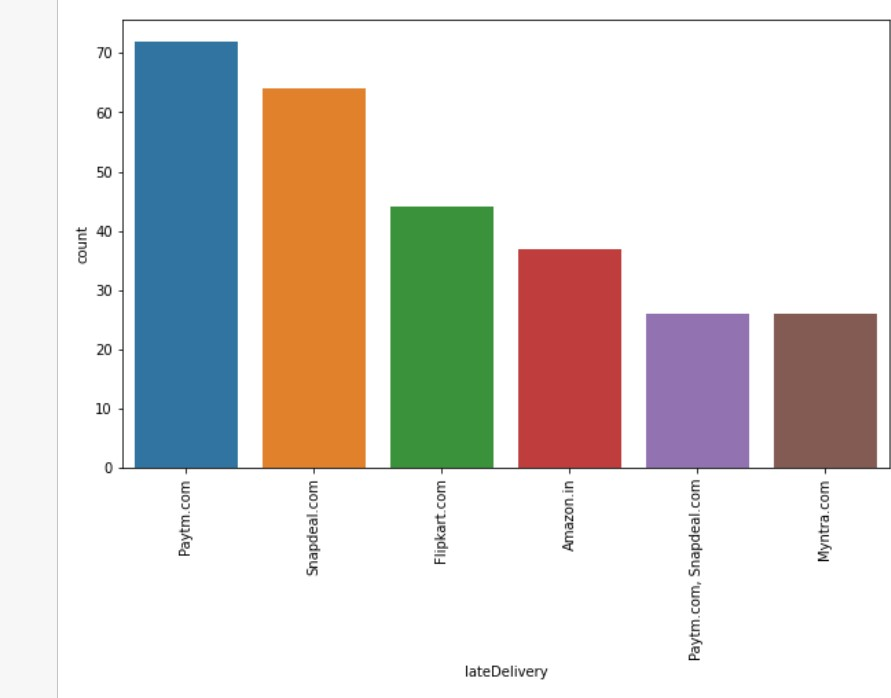 70
60
50
40
30
20
10
0
count
Paytm.com
Snapdeal.com
Flipkart.com
Amazon.in
Paytm.com, Snapdeal.com
Myntra.com
lateDelivery